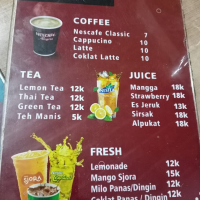 COFFEE
Nescafe Classic 7
Cappucino 10
Latte 10
Coklat Latte 10
TEA
Lemon Tea 12k
Thai Tea 12k
Green Tea 12k
Teh Manis 5k
JUICE
Mangga 18k
Strawberry 18k
Es Jeruk 13k
Sirsak 18k
Alpukat 18k
FRESH
Lemonade 12k
Mango Sjora 15k
Milo Panas/Dingin 12k
SJORA